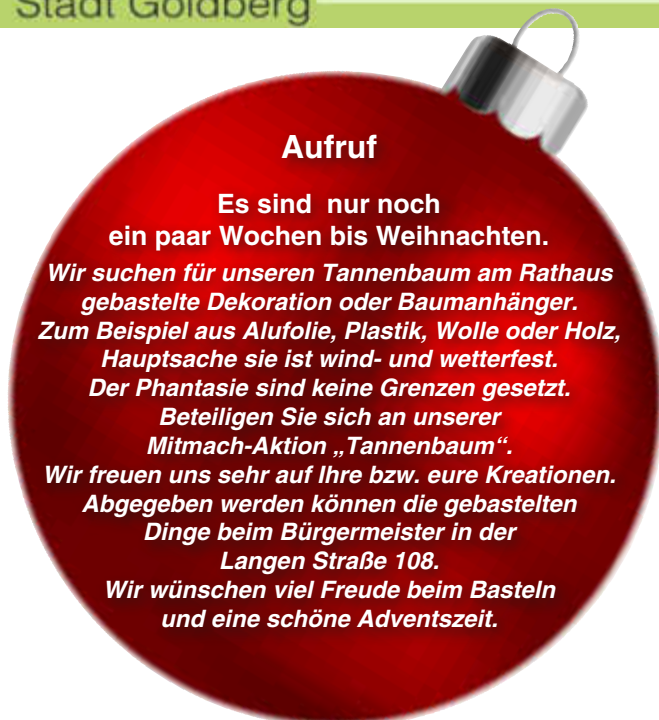 Stadt Goldberg
Aufruf
Es sind nur noch
ein paar Wochen bis Weihnachten.
Wir suchen für unseren Tannenbaum am Rathaus
gebastelte Dekoration oder Baumanhänger.
Zum Beispiel aus Alufolie, Plastik, Wolle oder Holz,
Hauptsache sie ist wind- und wetterfest.
Der Phantasie sind keine Grenzen gesetzt.
Beteiligen Sie sich an unserer
Mitmach-Aktion „Tannenbaum“.
Wir freuen uns sehr auf Ihre bzw. eure Kreationen.
Abgegeben werden können die gebastelten
Dinge beim Bürgermeister in der
Langen Straße 108.
Wir wünschen viel Freude beim Basteln
und eine schöne Adventszeit.